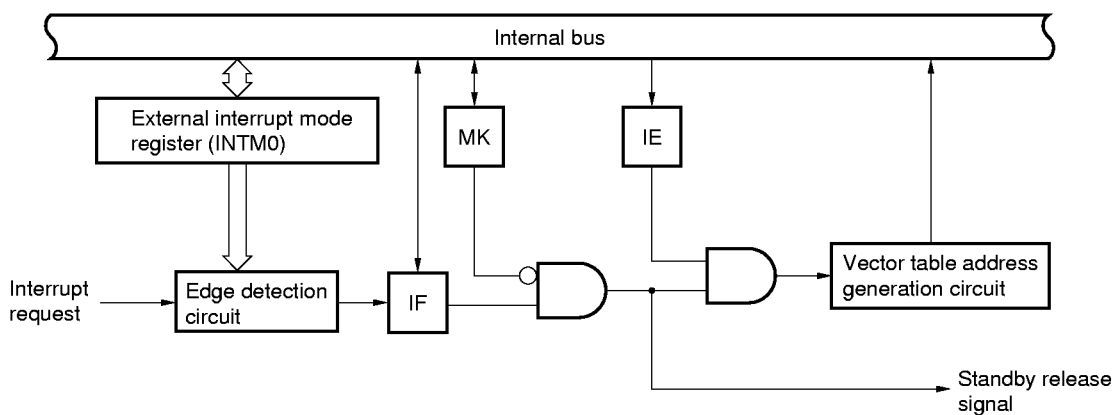 Internal bus
External interrupt mode
register (INTM0)
MK
IE
Interrupt
request
Edge detection
circuit
IF
Vector table address
generation circuit
Standby release
signal